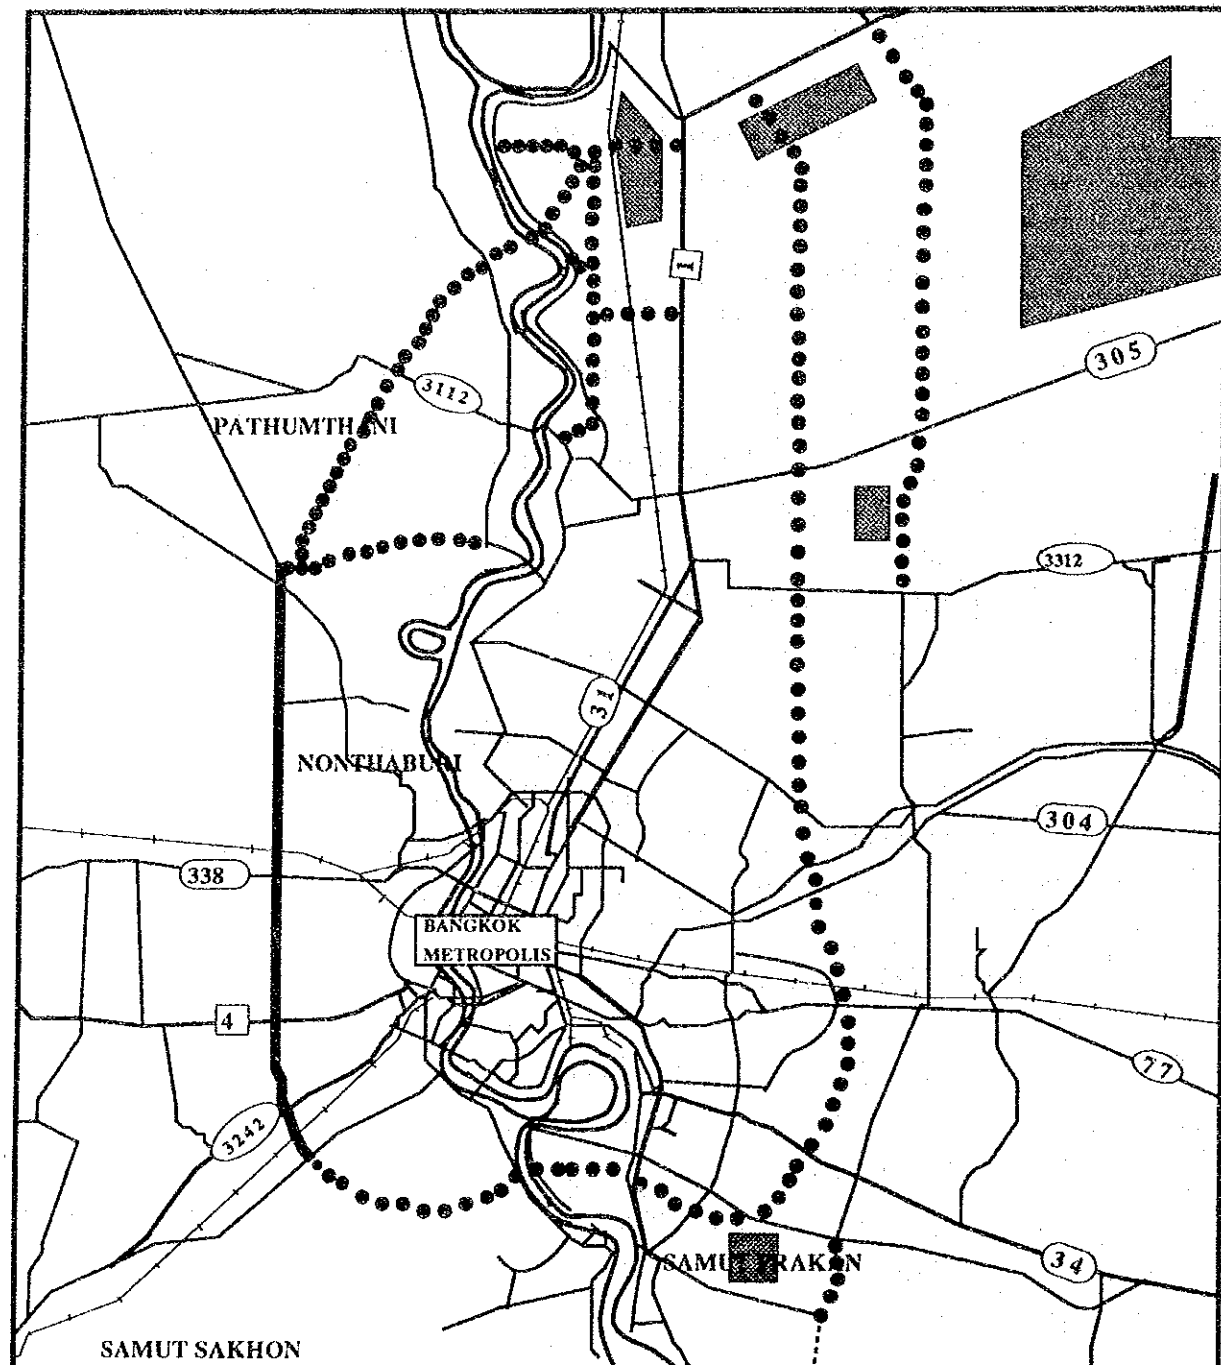 1
305
3112
PATHUMTHANI
3312
31
NONTHABURI
304
338
BANGKOK
METROPOLIS
4
77
3242
SAMUT PRAKAN
34
SAMUT SAKHON